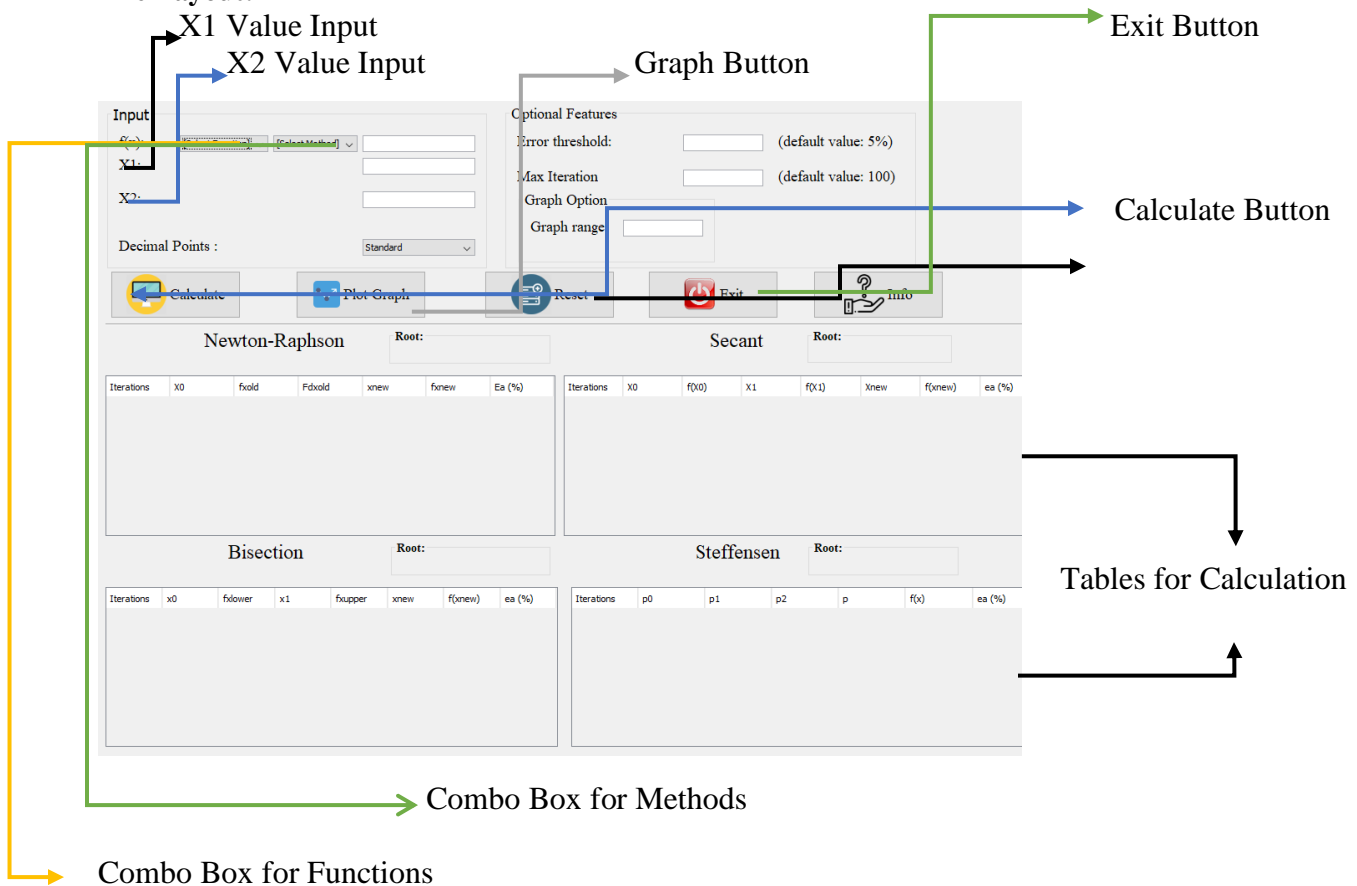 X1 Value Input
Exit Button
X2 Value Input
Graph Button
Input
Optional Features
Error threshold: (default value: 5%)
X1:
Max Iteration (default value: 100)
X2:
Graph Option
Calculate Button
Graph range
Decimal Points : Standard
Calculate Plot Graph Reset Exit Info
Newton-Raphson Root: Secant Root:
Iterations X0 fxold Fdxold xnew fxnew Ea (%) Iterations X0 f(X0) X1 f(X1) Xnew f(xnew) ea (%)
Bisection Root: Steffensen Root:
Tables for Calculation
Iterations x0 fxlower x1 fxupper xnew f(xnew) ea (%) Iterations p0 p1 p2 p f(x) ea (%)
Combo Box for Methods
Combo Box for Functions